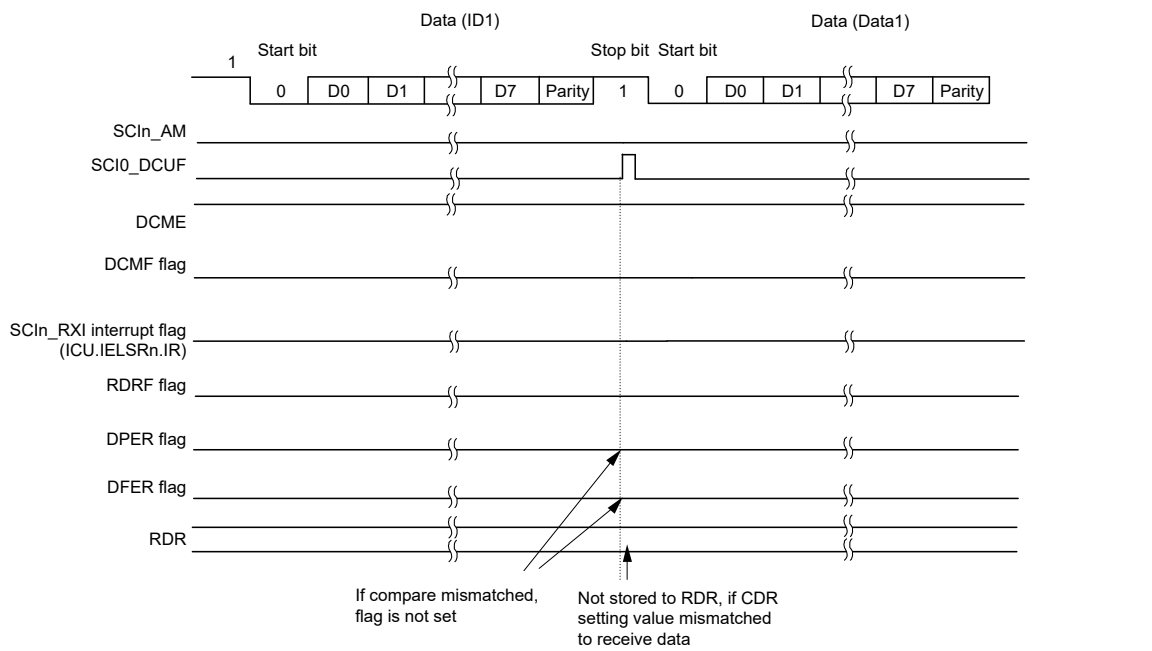 Data (ID1) Data (Data1)
Start bit Stop bit Start bit
1
0 D0 D1 D7 Parity 1 0 D0 D1 D7 Parity
SCIn_AM
SCI0_DCUF
DCME
DCMF flag
SCIn_RXI interrupt flag
(ICU.IELSRn.IR)
RDRF flag
DPER flag
DFER flag
RDR
If compare mismatched,
flag is not set
Not stored to RDR, if CDR
setting value mismatched
to receive data